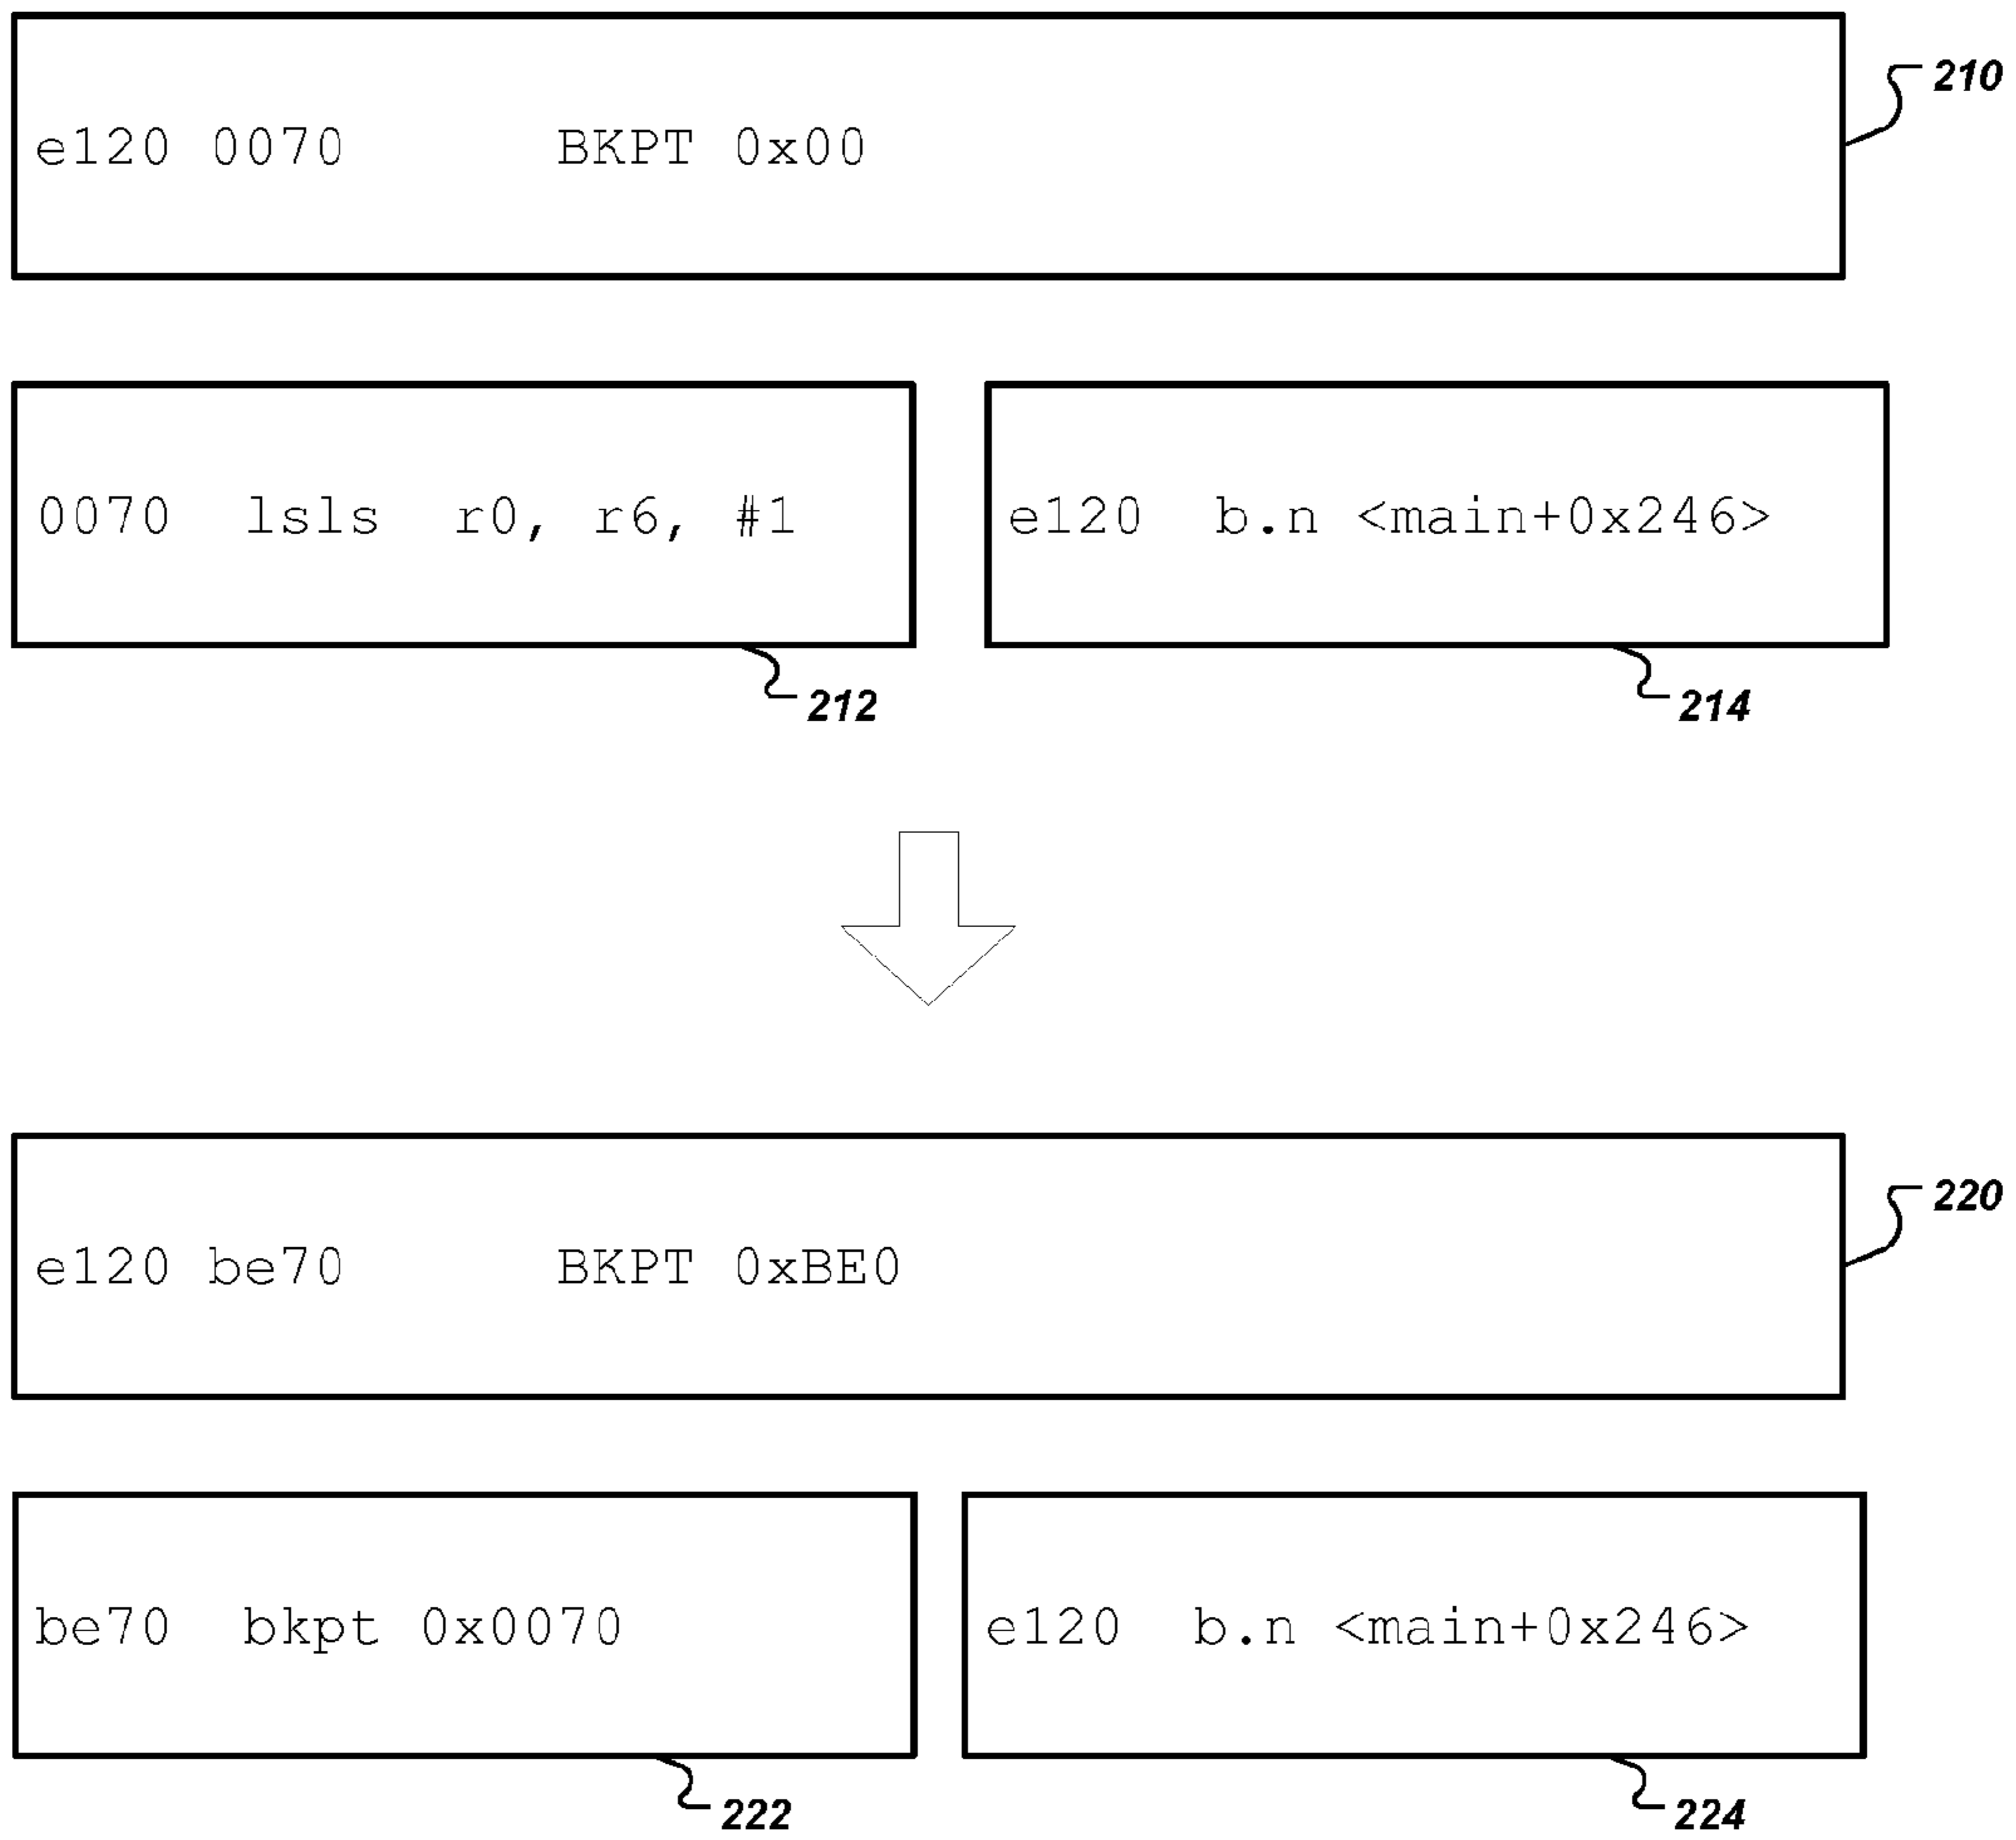 210
e120 0070 BKPT 0x00
0070 lsls r0, r6, #1
e120 b.n <main+0x246>
212
214
220
e120 be70 BKPT 0xBE0
be70 bkpt 0x0070
e120 b.n <main+0x246>
222
224